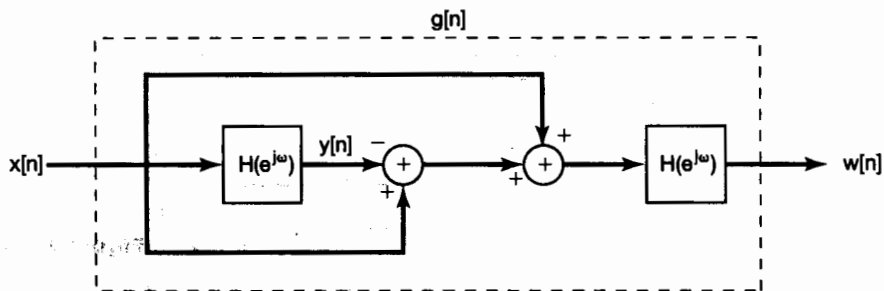 g[n]
x[n]
H(e^{jω})
y[n]
−
+
+
+
+
+
H(e^{jω})
w[n]